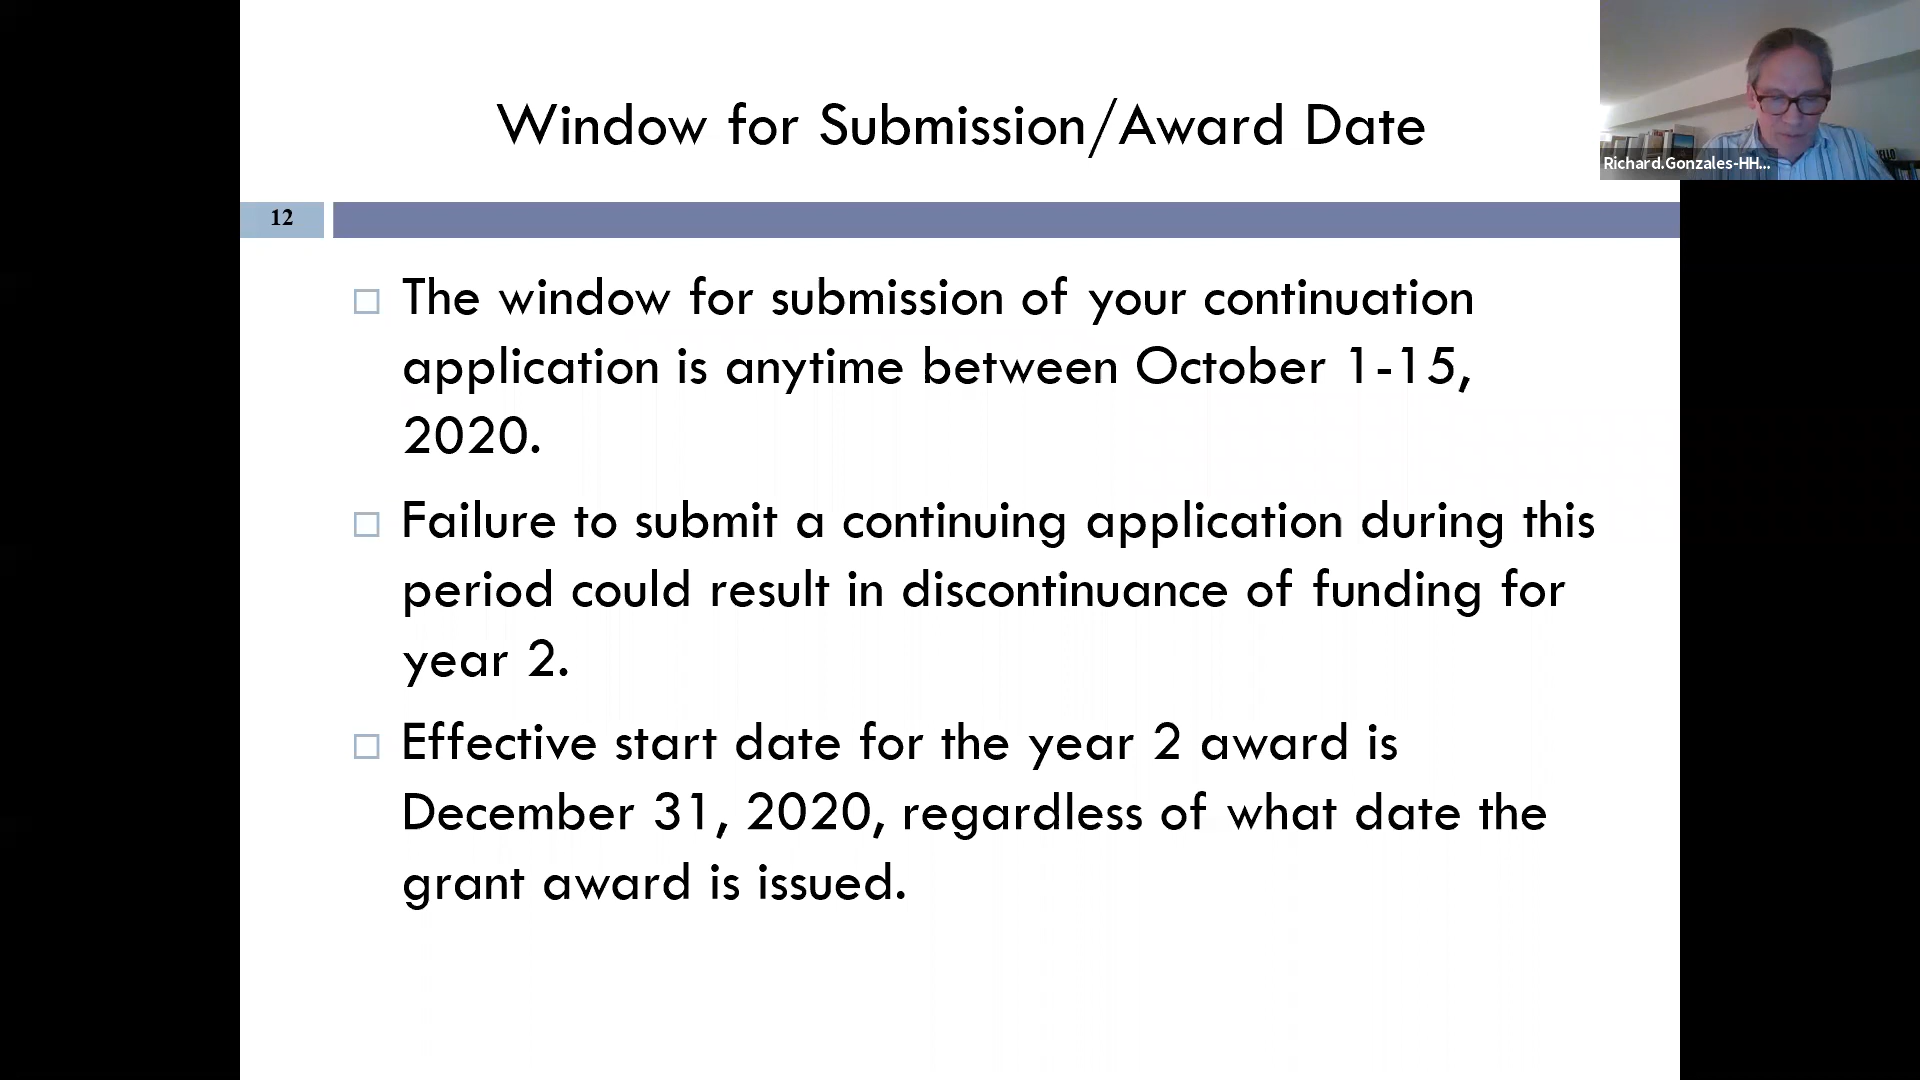 Window for Submission/Award Date
Richard.Gonzales-HH...
12
The window for submission of your continuation
application is anytime between October 1-15,
2020.
Failure to submit a continuing application during this
period could result in discontinuance of funding for
year 2.
Effective start date for the year 2 award is
December 31, 2020, regardless of what date the
grant award is issued.